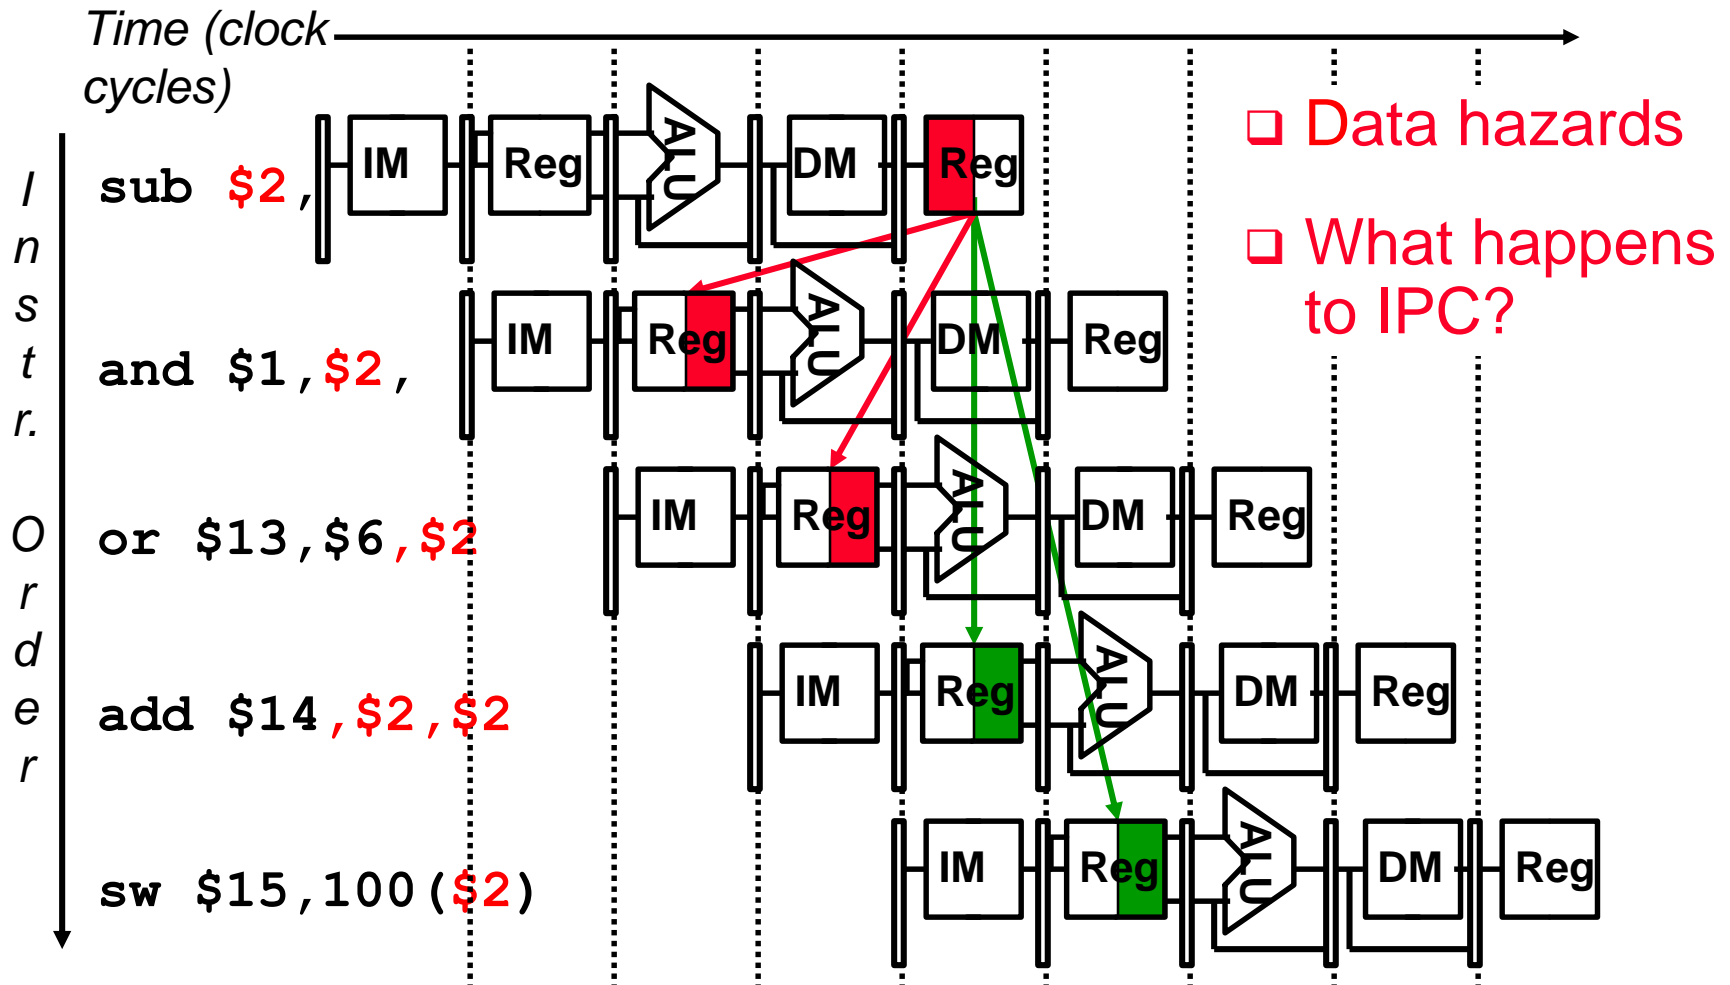 Time (clock
cycles)
Instr. Order
❑ Data hazards
❑ What happens
to IPC?
sub $2, IM Reg ALU DM Reg
and $1,$2, IM Reg ALU DM Reg
or $13,$6,$2 IM Reg ALU DM Reg
add $14,$2,$2 IM Reg ALU DM Reg
sw $15,100($2) IM Reg ALU DM Reg